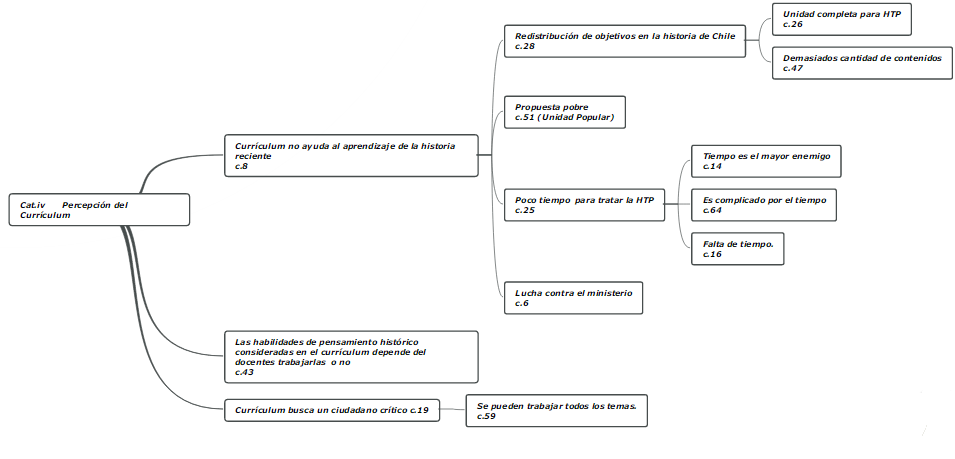 Cat.iv Percepción del
Currículum
Currículum no ayuda al aprendizaje de la historia
reciente
c.8
Redistribución de objetivos en la historia de Chile
c.28
Unidad completa para HTP
c.26
Demasiados cantidad de contenidos
c.47
Propuesta pobre
c.51 (Unidad Popular)
Poco tiempo para tratar la HTP
c.25
Tiempo es el mayor enemigo
c.14
Es complicado por el tiempo
c.64
Falta de tiempo.
c.16
Lucha contra el ministerio
c.6
Las habilidades de pensamiento histórico
consideradas en el currículum depende del
docentes trabajarlas o no
c.43
Currículum busca un ciudadano crítico c.19
Se pueden trabajar todos los temas.
c.59